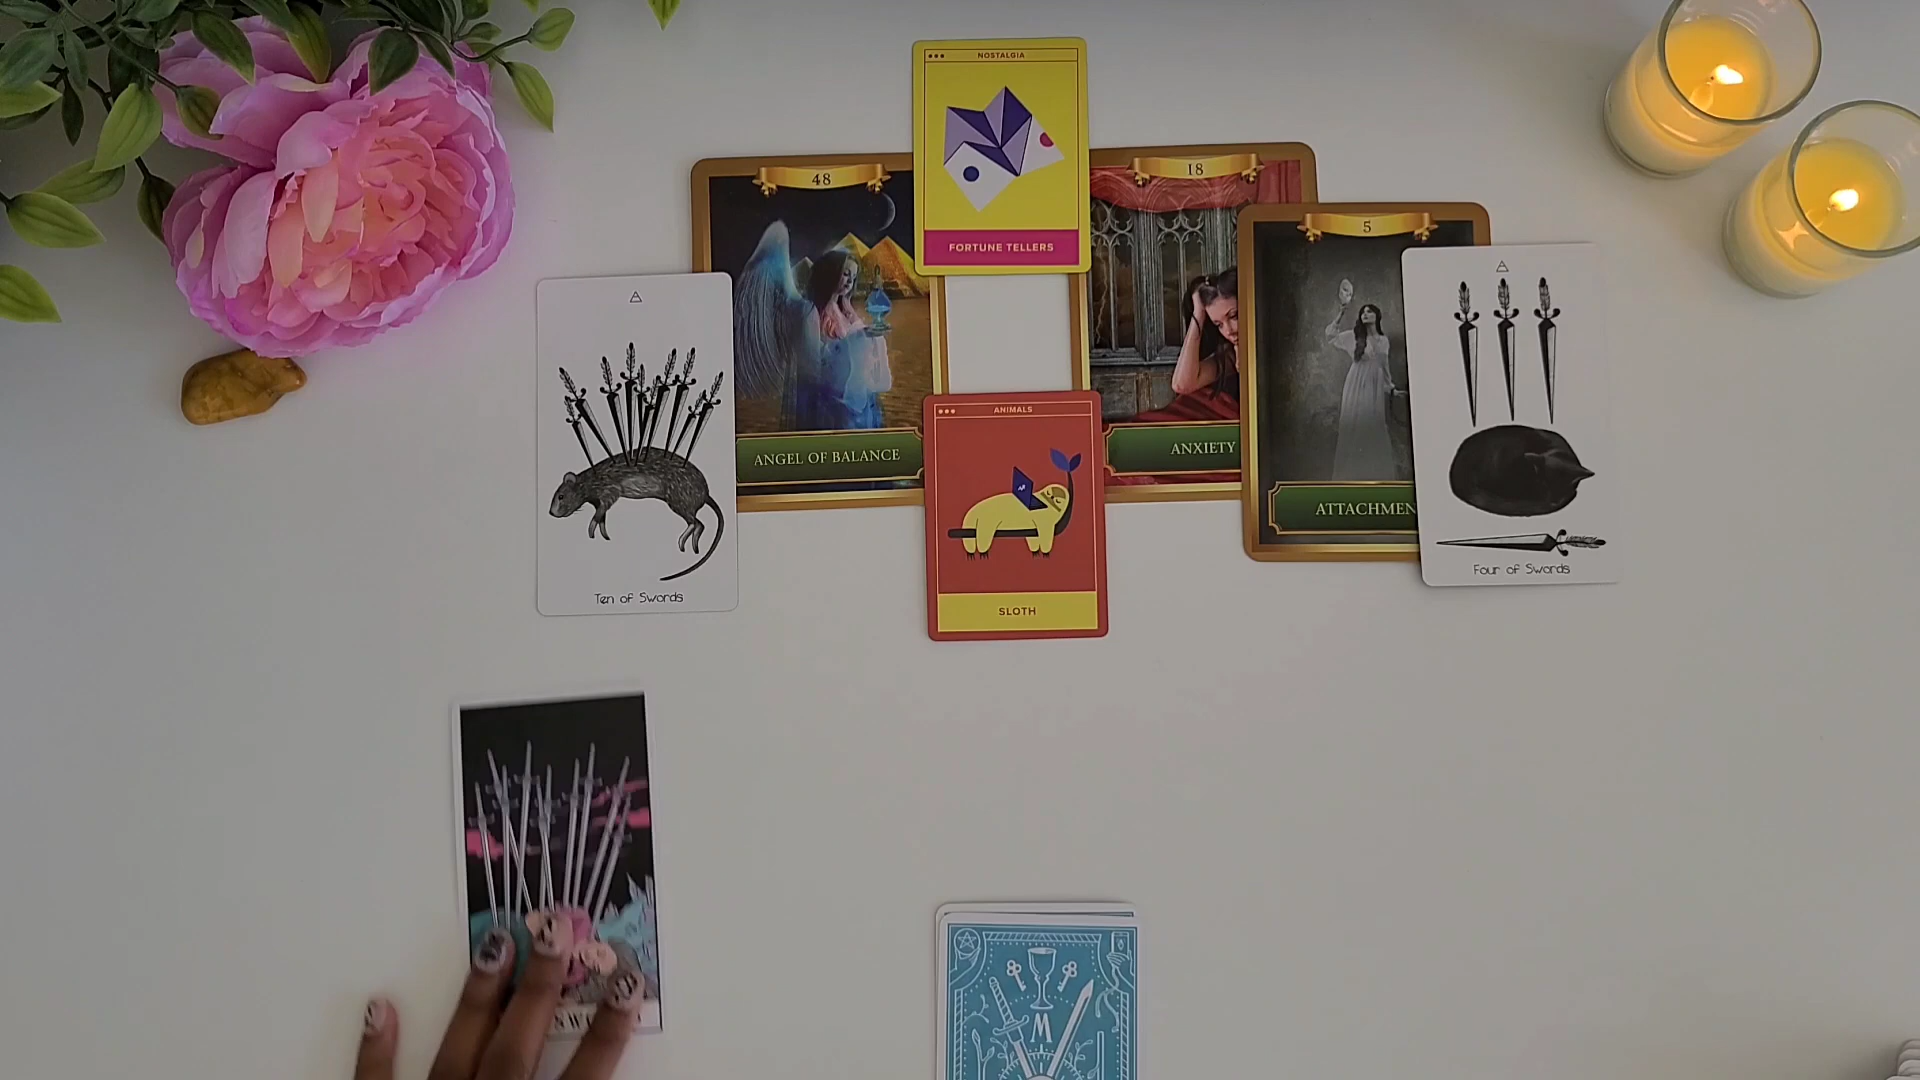 NOSTALGIA
FORTUNE TELLERS
48
ANGEL OF BALANCE
18
ANXIETY
5
ATTACHMEN
Ten of Swords
ANIMALS
SLOTH
Four of Swords
M